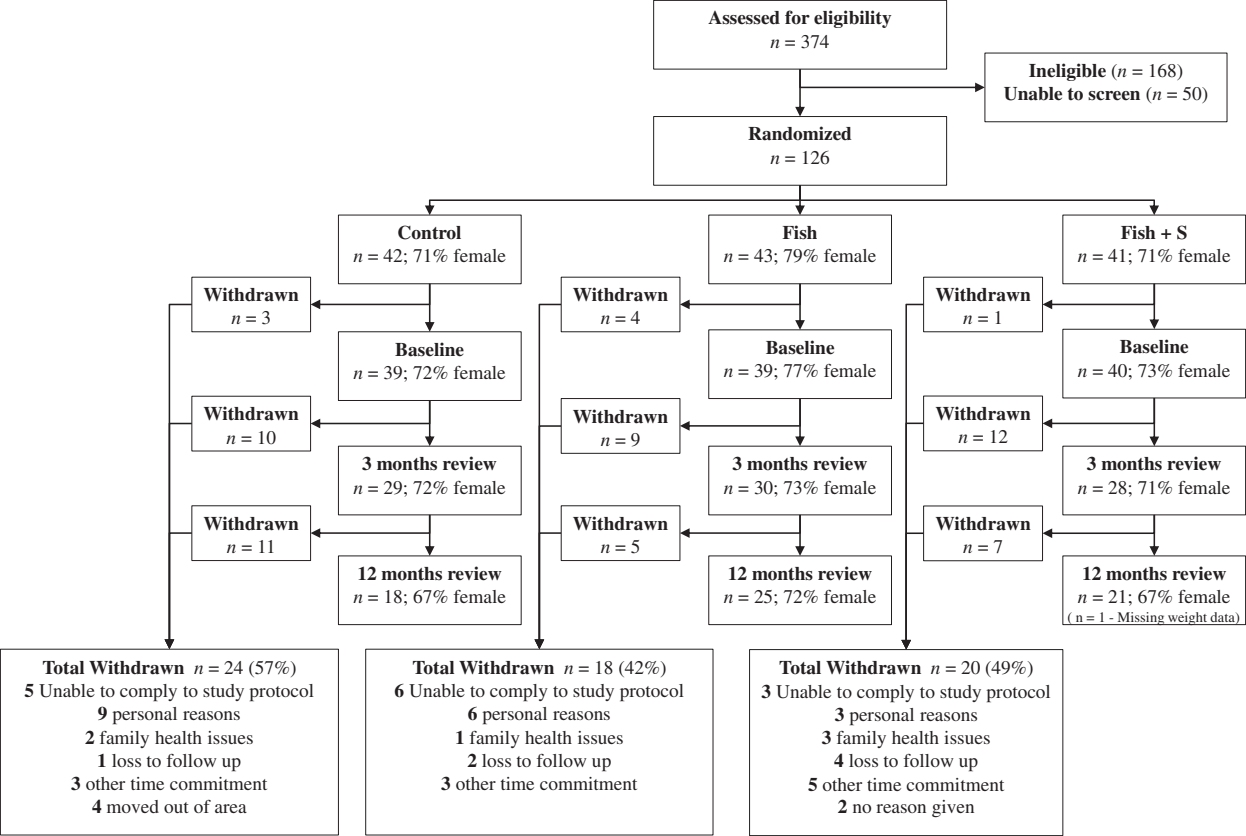 Assessed for eligibility
n = 374
Ineligible (n = 168)
Unable to screen (n = 50)
Randomized
n = 126
Control
n = 42; 71% female
Fish
n = 43; 79% female
Fish + S
n = 41; 71% female
Withdrawn
n = 3
Withdrawn
n = 4
Withdrawn
n = 1
Baseline
n = 39; 72% female
Baseline
n = 39; 77% female
Baseline
n = 40; 73% female
Withdrawn
n = 10
Withdrawn
n = 9
Withdrawn
n = 12
3 months review
n = 29; 72% female
3 months review
n = 30; 73% female
3 months review
n = 28; 71% female
Withdrawn
n = 11
Withdrawn
n = 5
Withdrawn
n = 7
12 months review
n = 18; 67% female
12 months review
n = 25; 72% female
12 months review
n = 21; 67% female
( n = 1 - Missing weight data)
Total Withdrawn n = 24 (57%)
5 Unable to comply to study protocol
9 personal reasons
2 family health issues
1 loss to follow up
3 other time commitment
4 moved out of area
Total Withdrawn n = 18 (42%)
6 Unable to comply to study protocol
6 personal reasons
1 family health issues
2 loss to follow up
3 other time commitment
Total Withdrawn n = 20 (49%)
3 Unable to comply to study protocol
3 personal reasons
3 family health issues
4 loss to follow up
5 other time commitment
2 no reason given